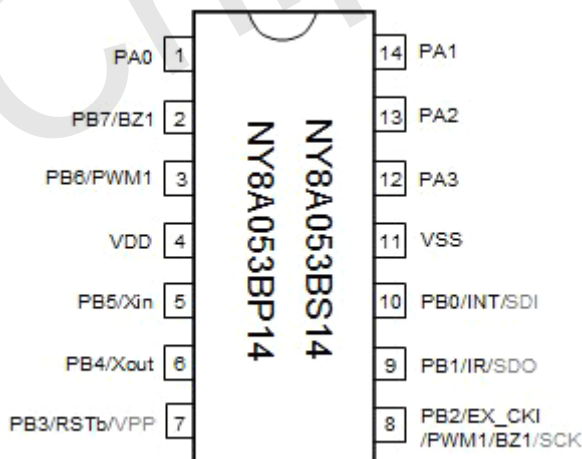 PA0 1
PB7/BZ1 2
PB6/PWM1 3
VDD 4
PB5/Xin 5
PB4/Xout 6
PB3/RSTb/VPP 7
NY8A053BP14
NY8A053BS14
14 PA1
13 PA2
12 PA3
11 VSS
10 PB0/INT/SDI
9 PB1/IR/SDO
8 PB2/EX_CKI
/PWM1/BZ1/SCK